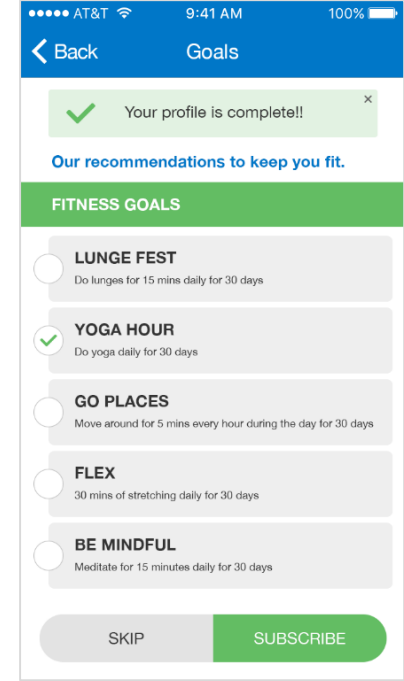 AT&T 9:41 AM 100%
Back Goals
Your profile is complete!! ×
Our recommendations to keep you fit.
FITNESS GOALS
LUNGE FEST
Do lunges for 15 mins daily for 30 days
YOGA HOUR
Do yoga daily for 30 days
GO PLACES
Move around for 5 mins every hour during the day for 30 days
FLEX
30 mins of stretching daily for 30 days
BE MINDFUL
Meditate for 15 minutes daily for 30 days
SKIP SUBSCRIBE